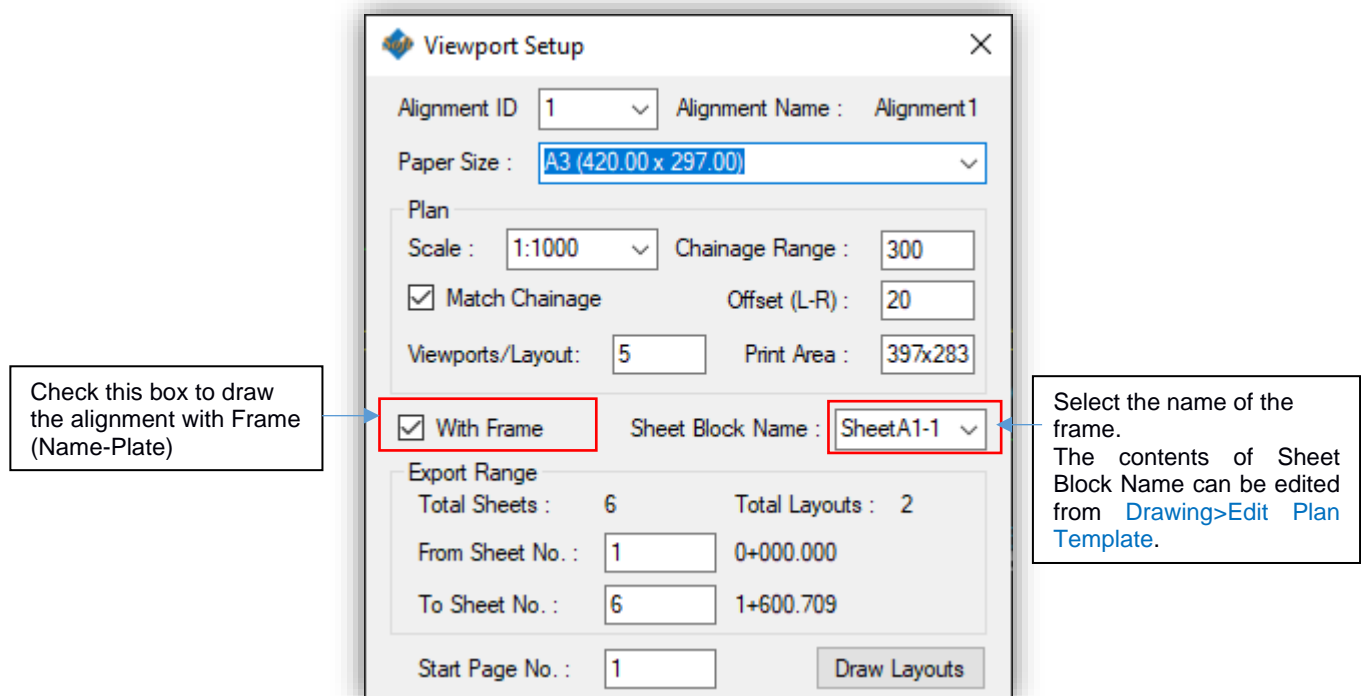 Viewport Setup
Alignment ID 1 Alignment Name : Alignment1
Paper Size : A3 (420.00 x 297.00)
Plan
Scale : 1:1000 Chainage Range : 300
Match Chainage Offset (L-R) : 20
Viewports/Layout: 5 Print Area : 397x283
Check this box to draw
the alignment with Frame
(Name-Plate)
With Frame Sheet Block Name : SheetA1-1
Select the name of the
frame.
The contents of Sheet
Block Name can be edited
from Drawing>Edit Plan
Template.
Export Range
Total Sheets : 6 Total Layouts : 2
From Sheet No. : 1 0+000.000
To Sheet No. : 6 1+600.709
Start Page No. : 1 Draw Layouts